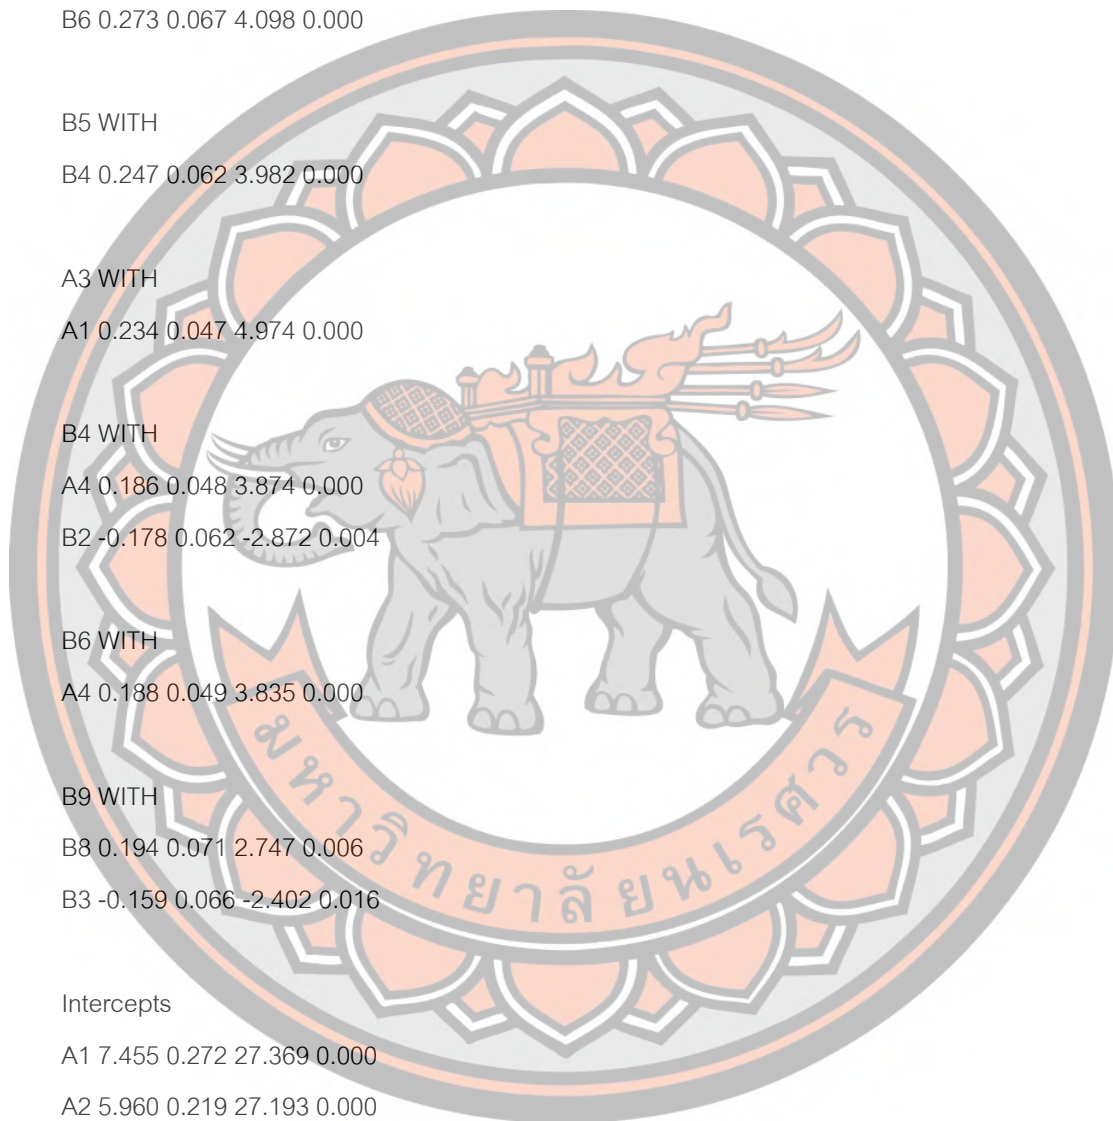 B6 0.273 0.067 4.098 0.000
B5 WITH
B4 0.247 0.062 3.982 0.000
A3 WITH
A1 0.234 0.047 4.974 0.000
B4 WITH
A4 0.186 0.048 3.874 0.000
B2 -0.178 0.062 -2.872 0.004
B6 WITH
A4 0.188 0.049 3.835 0.000
B9 WITH
B8 0.194 0.071 2.747 0.006
B3 -0.159 0.066 -2.402 0.016
มหาวิทยาลัยนเรศวร
Intercepts
A1 7.455 0.272 27.369 0.000
A2 5.960 0.219 27.193 0.000